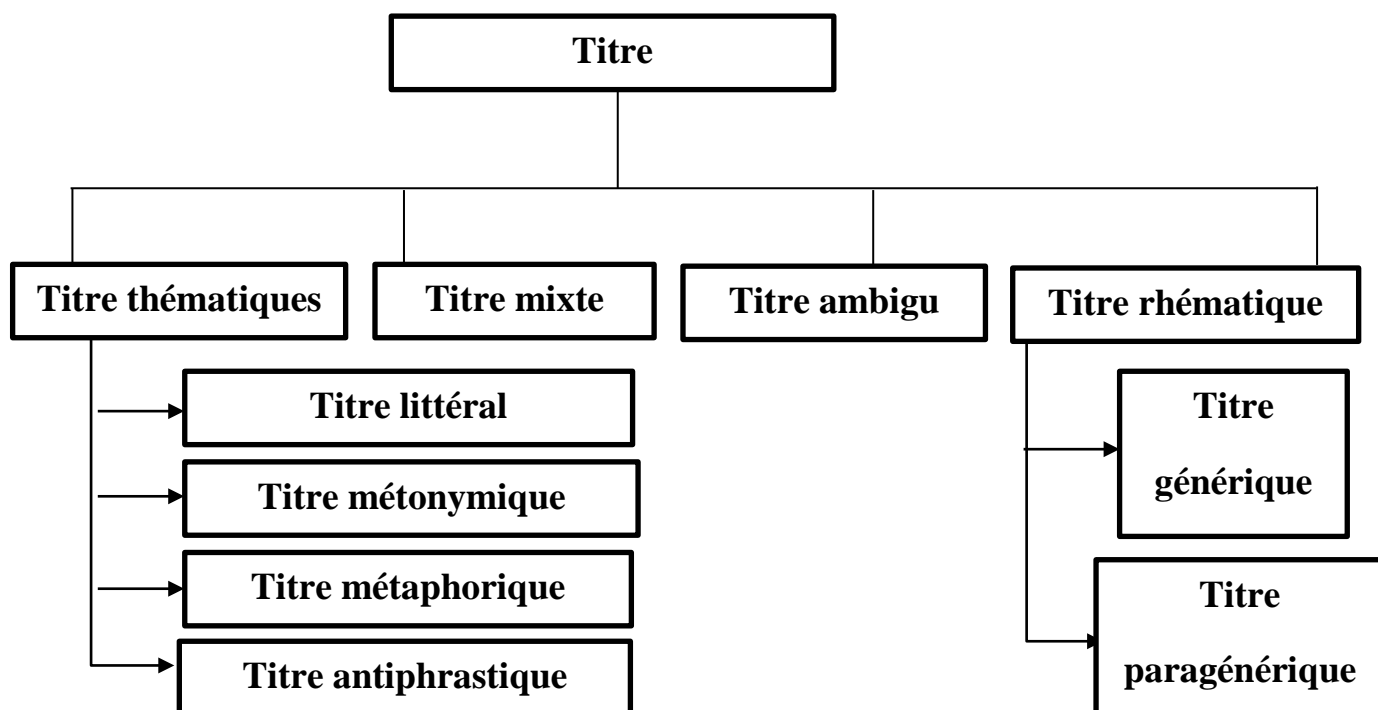 Titre
Titre thématiques
Titre mixte
Titre ambigu
Titre rhématique
Titre littéral
Titre métonymique
Titre métaphorique
Titre antiphrastique
Titre
générique
Titre
paragénérique